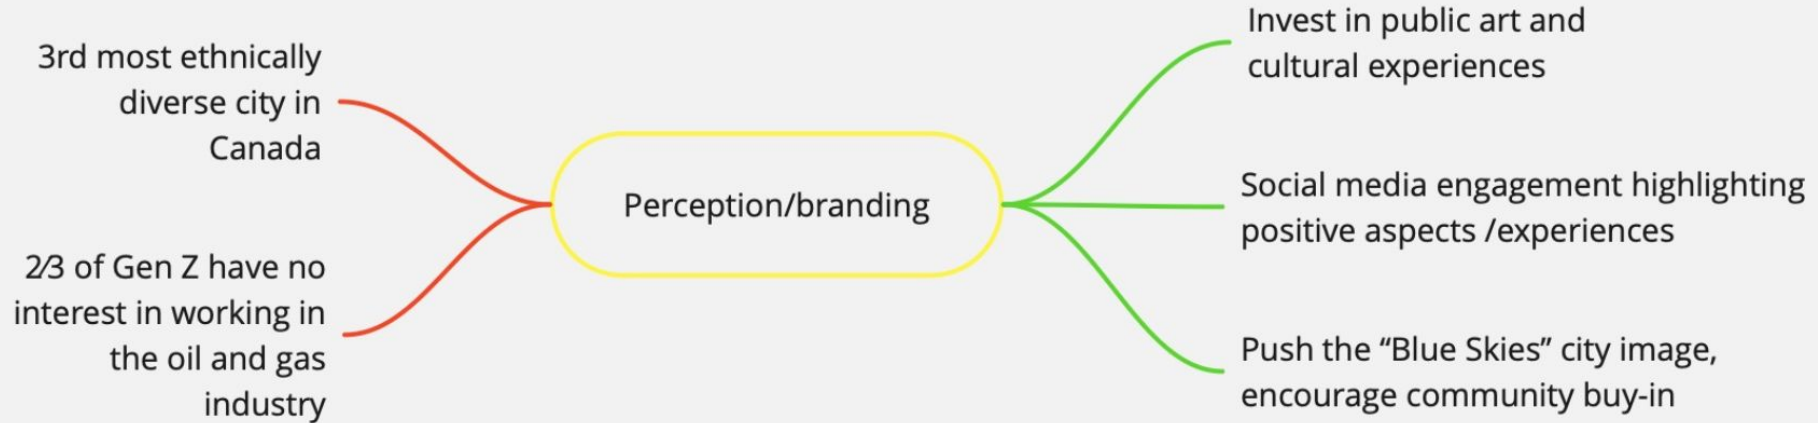 3rd most ethnically
diverse city in
Canada
2/3 of Gen Z have no
interest in working in
the oil and gas
industry
Perception/branding
Invest in public art and
cultural experiences
Social media engagement highlighting
positive aspects /experiences
Push the “Blue Skies” city image,
encourage community buy-in